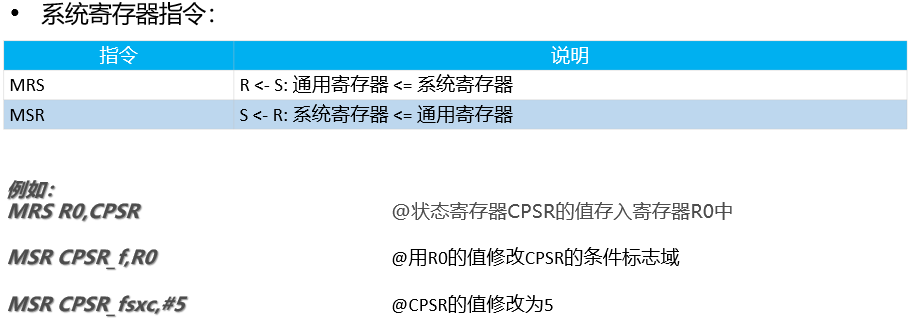 • 系统寄存器指令:
指令 说明
MRS R <- S: 通用寄存器 <= 系统寄存器
MSR S <- R: 系统寄存器 <= 通用寄存器
例如:
MRS R0,CPSR @状态寄存器CPSR的值存入寄存器R0中
MSR CPSR_f,R0 @用R0的值修改CPSR的条件标志域
MSR CPSR_fsxc,#5 @CPSR的值修改为5